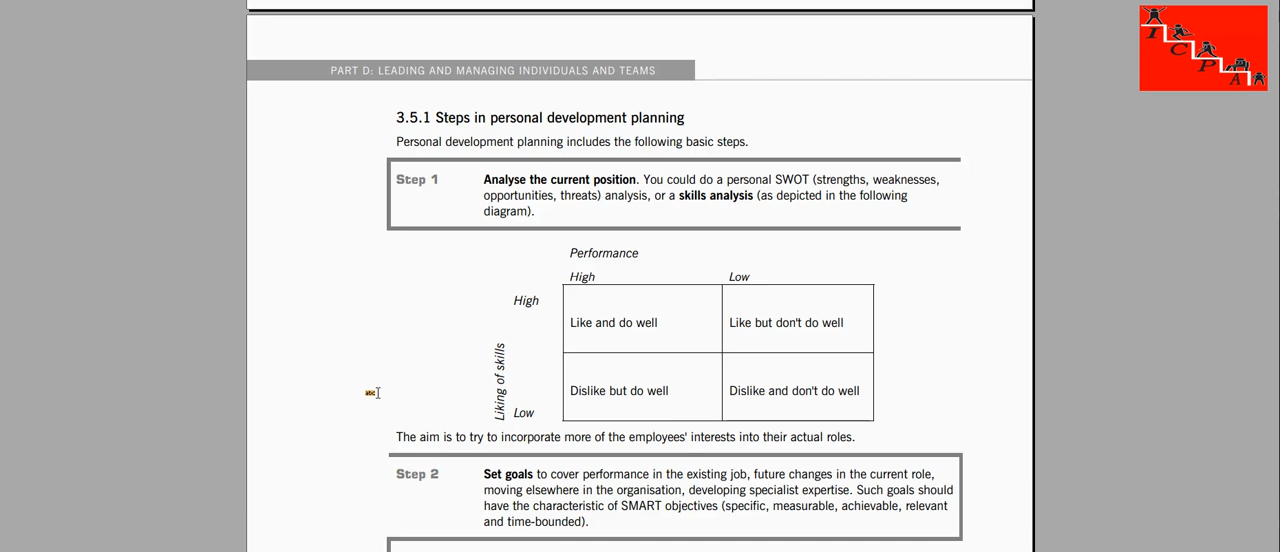 I
C
P
A
PART D: LEADING AND MANAGING INDIVIDUALS AND TEAMS
3.5.1 Steps in personal development planning
Personal development planning includes the following basic steps.
Step 1
Analyse the current position. You could do a personal SWOT (strengths, weaknesses,
opportunities, threats) analysis, or a skills analysis (as depicted in the following
diagram).
Performance
High Low
High
Like and do well Like but don't do well
Liking of skills
Dislike but do well Dislike and don't do well
Low
The aim is to try to incorporate more of the employees' interests into their actual roles.
Step 2
Set goals to cover performance in the existing job, future changes in the current role,
moving elsewhere in the organisation, developing specialist expertise. Such goals should
have the characteristic of SMART objectives (specific, measurable, achievable, relevant
and time-bounded).
abc